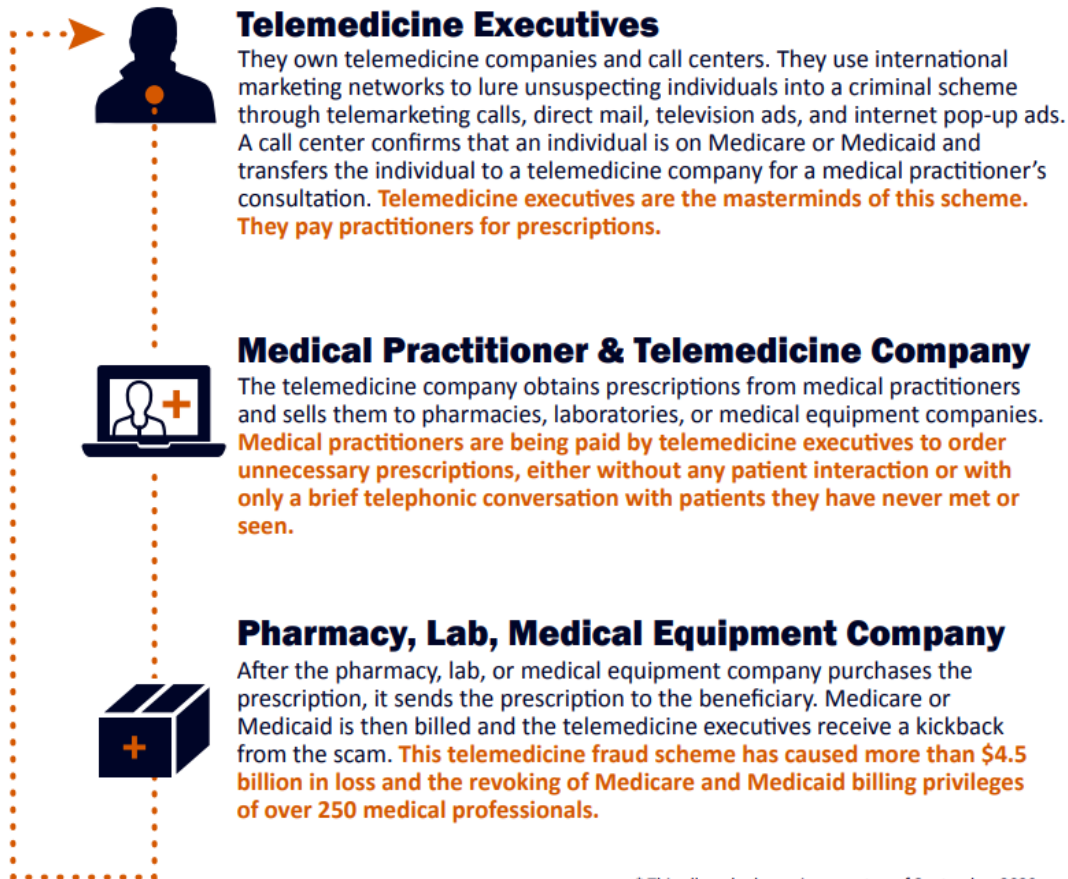 Telemedicine Executives
They own telemedicine companies and call centers. They use international
marketing networks to lure unsuspecting individuals into a criminal scheme
through telemarketing calls, direct mail, television ads, and internet pop-up ads.
A call center confirms that an individual is on Medicare or Medicaid and
transfers the individual to a telemedicine company for a medical practitioner's
consultation. Telemedicine executives are the masterminds of this scheme.
They pay practitioners for prescriptions.
Medical Practitioner & Telemedicine Company
The telemedicine company obtains prescriptions from medical practitioners
and sells them to pharmacies, laboratories, or medical equipment companies.
Medical practitioners are being paid by telemedicine executives to order
unnecessary prescriptions, either without any patient interaction or with
only a brief telephonic conversation with patients they have never met or
seen.
Pharmacy, Lab, Medical Equipment Company
After the pharmacy, lab, or medical equipment company purchases the
prescription, it sends the prescription to the beneficiary. Medicare or
Medicaid is then billed and the telemedicine executives receive a kickback
from the scam. This telemedicine fraud scheme has caused more than $4.5
billion in loss and the revoking of Medicare and Medicaid billing privileges
of over 250 medical professionals.